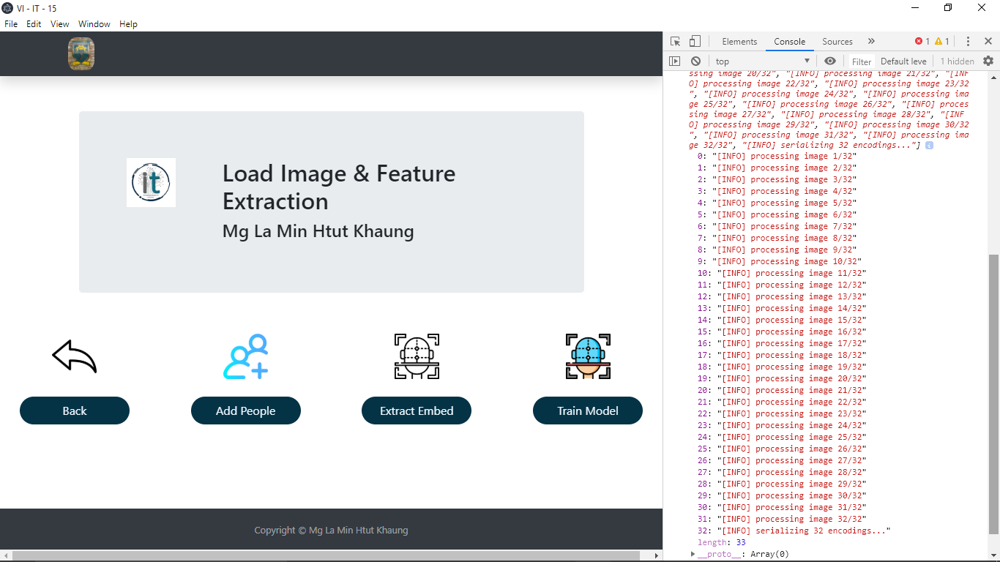 VI - IT - 15
File Edit View Window Help
it
Load Image & Feature
Extraction
Mg La Min Htut Khaung
Back
Add People
Extract Embed
Train Model
Copyright © Mg La Min Htut Khaung
Elements Console Sources » 1 1
top Filter Default leve 1 hidden
ssing image 20/32", "[INFO] processing image 21/32", "[INF
O] processing image 22/32", "[INFO] processing image 23/32
", "[INFO] processing image 24/32", "[INFO] processing ima
ge 25/32", "[INFO] processing image 26/32", "[INFO] proces
sing image 27/32", "[INFO] processing image 28/32", "[INF
O] processing image 29/32", "[INFO] processing image 30/32
", "[INFO] processing image 31/32", "[INFO] processing ima
ge 32/32", "[INFO] serializing 32 encodings..."] i
0: "[INFO] processing image 1/32"
1: "[INFO] processing image 2/32"
2: "[INFO] processing image 3/32"
3: "[INFO] processing image 4/32"
4: "[INFO] processing image 5/32"
5: "[INFO] processing image 6/32"
6: "[INFO] processing image 7/32"
7: "[INFO] processing image 8/32"
8: "[INFO] processing image 9/32"
9: "[INFO] processing image 10/32"
10: "[INFO] processing image 11/32"
11: "[INFO] processing image 12/32"
12: "[INFO] processing image 13/32"
13: "[INFO] processing image 14/32"
14: "[INFO] processing image 15/32"
15: "[INFO] processing image 16/32"
16: "[INFO] processing image 17/32"
17: "[INFO] processing image 18/32"
18: "[INFO] processing image 19/32"
19: "[INFO] processing image 20/32"
20: "[INFO] processing image 21/32"
21: "[INFO] processing image 22/32"
22: "[INFO] processing image 23/32"
23: "[INFO] processing image 24/32"
24: "[INFO] processing image 25/32"
25: "[INFO] processing image 26/32"
26: "[INFO] processing image 27/32"
27: "[INFO] processing image 28/32"
28: "[INFO] processing image 29/32"
29: "[INFO] processing image 30/32"
30: "[INFO] processing image 31/32"
31: "[INFO] processing image 32/32"
32: "[INFO] serializing 32 encodings..."
length: 33
__proto__: Array(0)